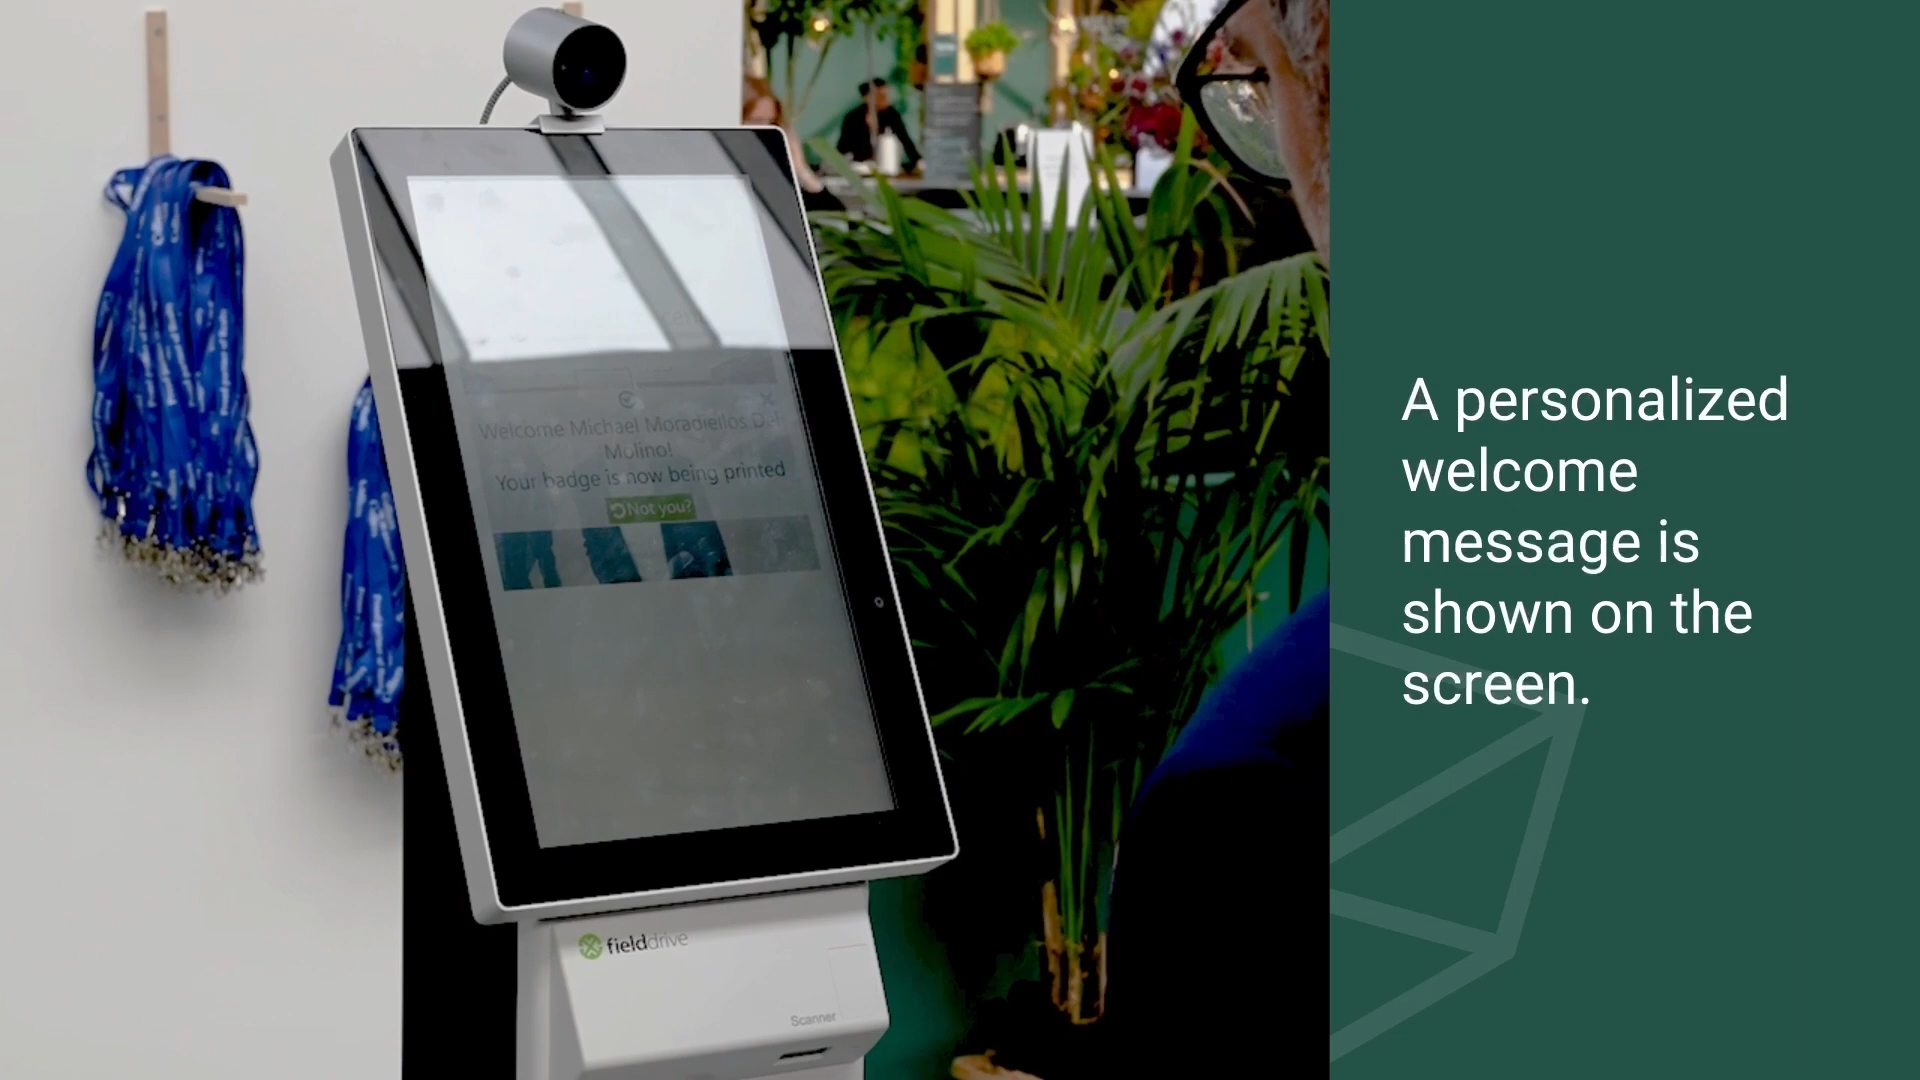 Welcome Michael Moradiellos Del
Molino!
Your badge is now being printed
Not you?
fielddrive
Scanner
A personalized
welcome
message is
shown on the
screen.